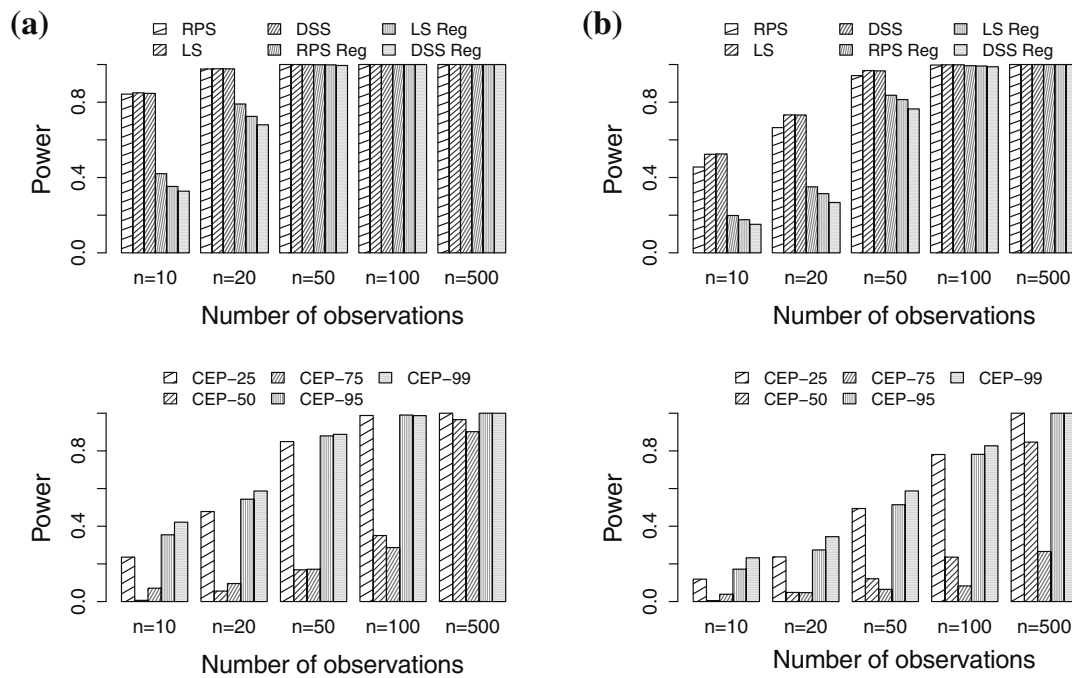 (a)
RPS DSS LS Reg
LS RPS Reg DSS Reg
Power
0.8
0.4
0.0
n=10 n=20 n=50 n=100 n=500
Number of observations
CEP−25 CEP−75 CEP−99
CEP−50 CEP−95
Power
0.8
0.4
0.0
n=10 n=20 n=50 n=100 n=500
Number of observations
(b)
RPS DSS LS Reg
LS RPS Reg DSS Reg
Power
0.8
0.4
0.0
n=10 n=20 n=50 n=100 n=500
Number of observations
CEP−25 CEP−75 CEP−99
CEP−50 CEP−95
Power
0.8
0.4
0.0
n=10 n=20 n=50 n=100 n=500
Number of observations